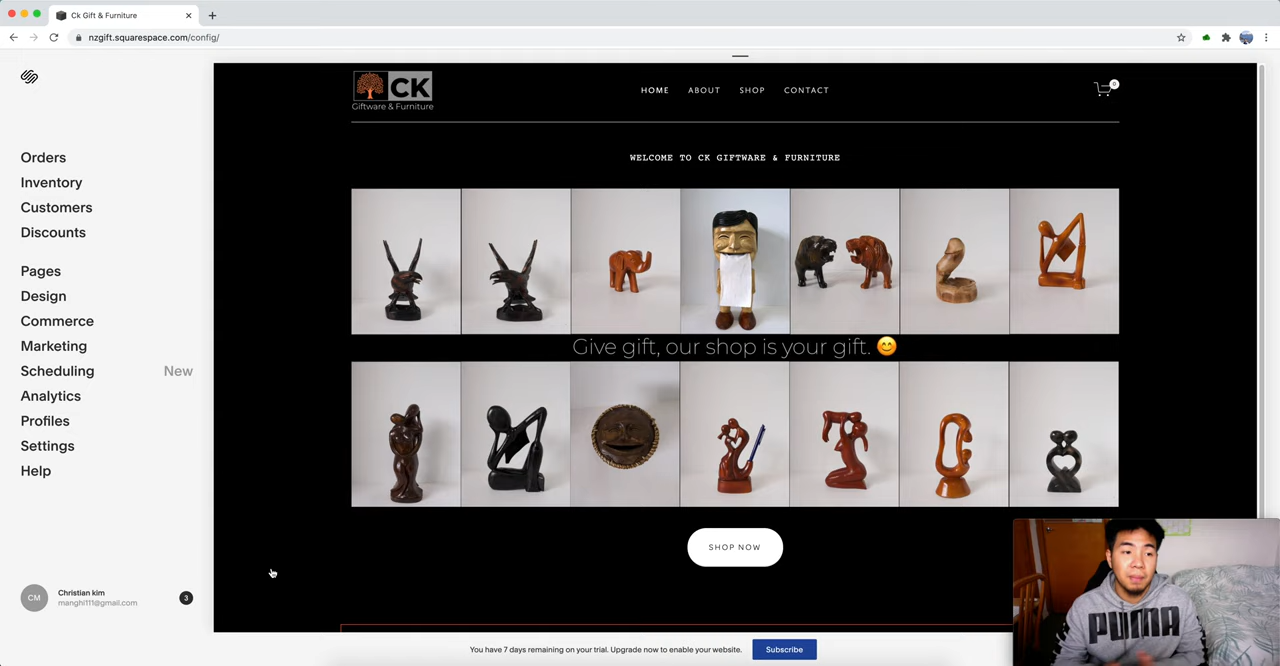 Ck Gift & Furniture
nzgift.squarespace.com/config/
CK
Giftware & Furniture
HOME ABOUT SHOP CONTACT
0
WELCOME TO CK GIFTWARE & FURNITURE
Orders
Inventory
Customers
Discounts
Pages
Design
Commerce
Marketing
Scheduling New
Analytics
Profiles
Settings
Help
Give gift, our shop is your gift. 😊
SHOP NOW
CM
Christian kim
manghi111@gmail.com
3
You have 7 days remaining on your trial. Upgrade now to enable your website.
Subscribe
PUMA